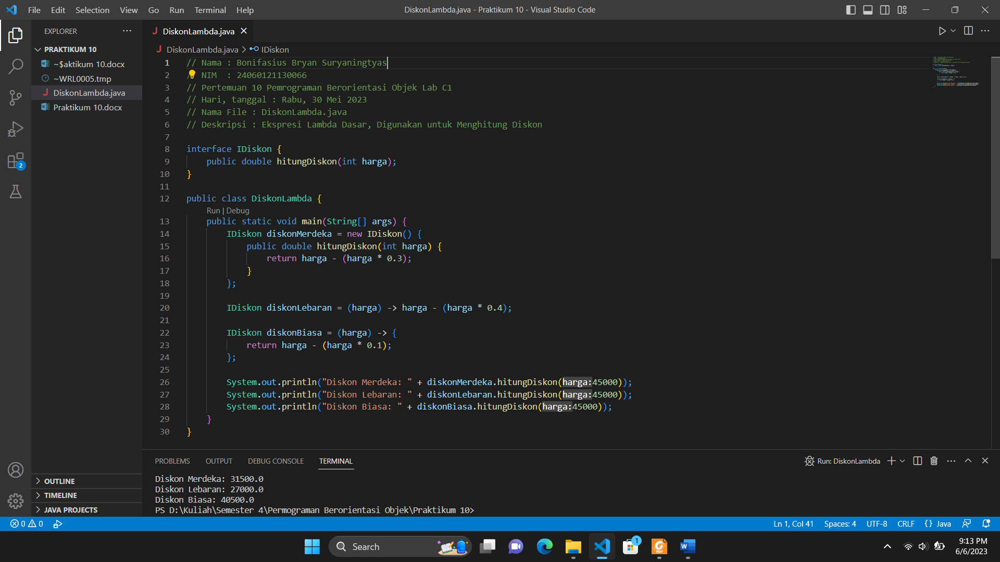 File Edit Selection View Go Run Terminal Help
DiskonLambda.java - Praktikum 10 - Visual Studio Code
EXPLORER
PRAKTIKUM 10
~$aktikum 10.docx
~WRL0005.tmp
DiskonLambda.java
Praktikum 10.docx
OUTLINE
TIMELINE
JAVA PROJECTS
2
DiskonLambda.java
DiskonLambda.java > IDiskon
1 // Nama : Bonifasius Bryan Suryaningtyas
2 / NIM  : 24060121130066
3 // Pertemuan 10 Pemrograman Berorientasi Objek Lab C1
4 // Hari, tanggal : Rabu, 30 Mei 2023
5 // Nama File : DiskonLambda.java
6 // Deskripsi : Ekspresi Lambda Dasar, Digunakan untuk Menghitung Diskon
7
8 interface IDiskon {
9     public double hitungDiskon(int harga);
10 }
11
12 public class DiskonLambda {
Run | Debug
13     public static void main(String[] args) {
14         IDiskon diskonMerdeka = new IDiskon() {
15             public double hitungDiskon(int harga) {
16                 return harga - (harga * 0.3);
17             }
18         };
19
20         IDiskon diskonLebaran = (harga) -> harga - (harga * 0.4);
21
22         IDiskon diskonBiasa = (harga) -> {
23             return harga - (harga * 0.1);
24         };
25
26         System.out.println("Diskon Merdeka: " + diskonMerdeka.hitungDiskon(harga:45000));
27         System.out.println("Diskon Lebaran: " + diskonLebaran.hitungDiskon(harga:45000));
28         System.out.println("Diskon Biasa: " + diskonBiasa.hitungDiskon(harga:45000));
29     }
30 }
PROBLEMS OUTPUT DEBUG CONSOLE TERMINAL
Run: DiskonLambda
Diskon Merdeka: 31500.0
Diskon Lebaran: 27000.0
Diskon Biasa: 40500.0
PS D:\Kuliah\Semester 4\Permograman Berorientasi Objek\Praktikum 10>
0 0
Ln 1, Col 41 Spaces: 4 UTF-8 CRLF {} Java
Search
1
9:13 PM
6/6/2023